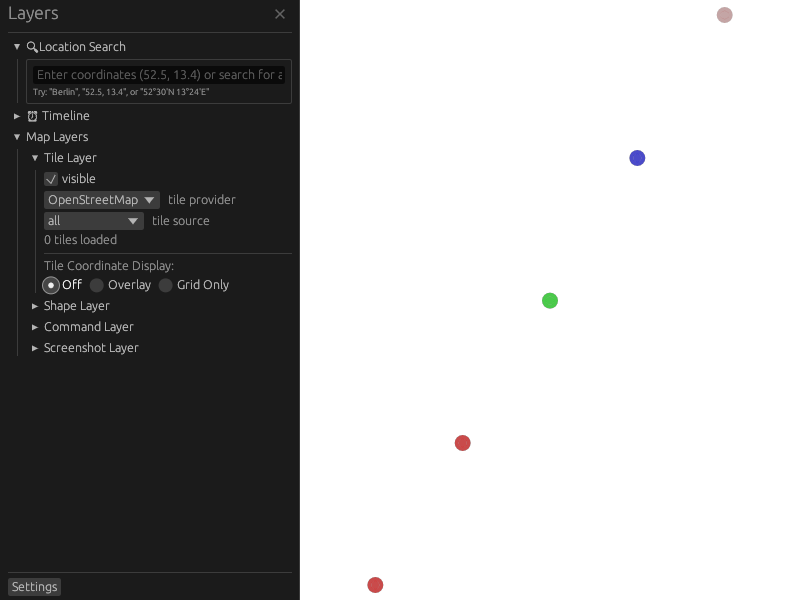 Layers
Location Search
Enter coordinates (52.5, 13.4) or search for a
Try: "Berlin", "52.5, 13.4", or "52°30'N 13°24'E"
Timeline
Map Layers
Tile Layer
visible
OpenStreetMap tile provider
all tile source
0 tiles loaded
Tile Coordinate Display:
Off Overlay Grid Only
Shape Layer
Command Layer
Screenshot Layer
Settings